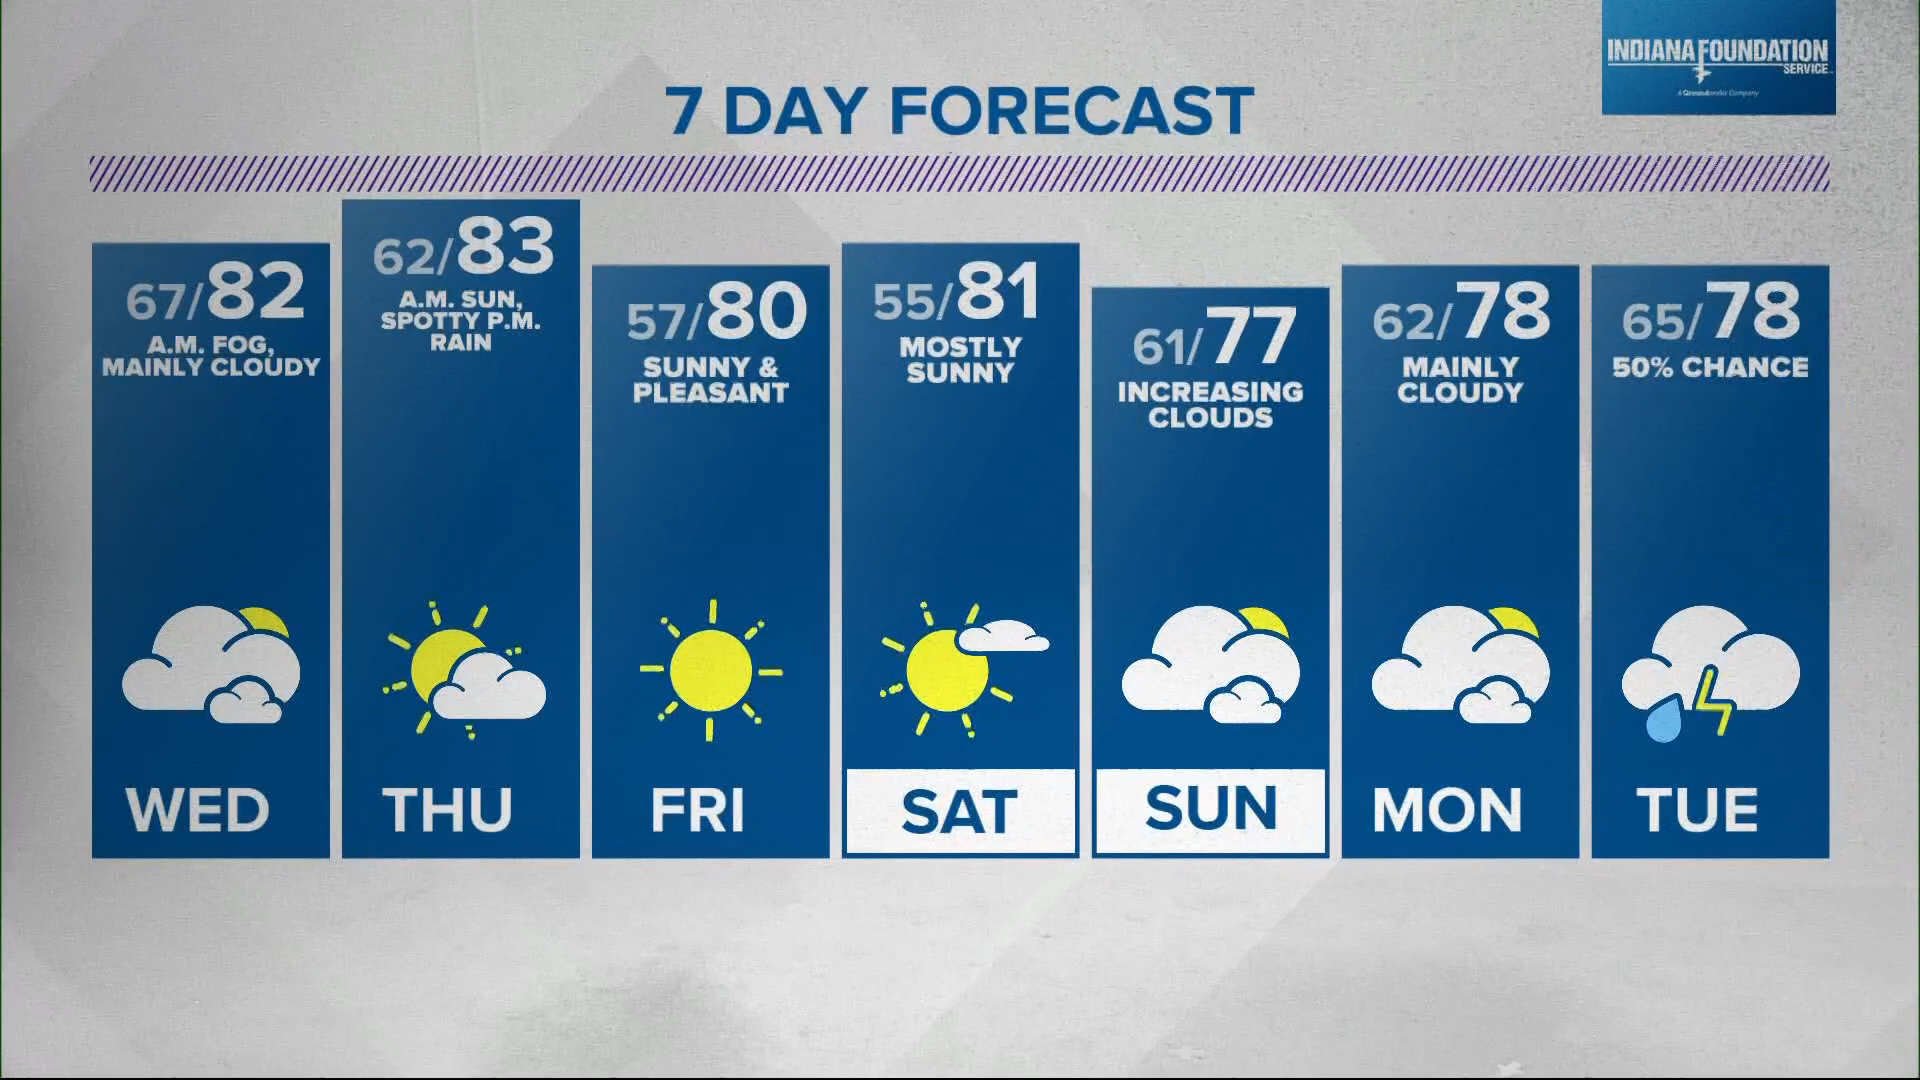 INDIANA FOUNDATION
SERVICE
7 DAY FORECAST
67/82
A.M. FOG,
MAINLY CLOUDY
WED
62/83
A.M. SUN,
SPOTTY P.M.
RAIN
THU
57/80
SUNNY &
PLEASANT
FRI
55/81
MOSTLY
SUNNY
SAT
61/77
INCREASING
CLOUDS
SUN
62/78
MAINLY
CLOUDY
MON
65/78
50% CHANCE
TUE